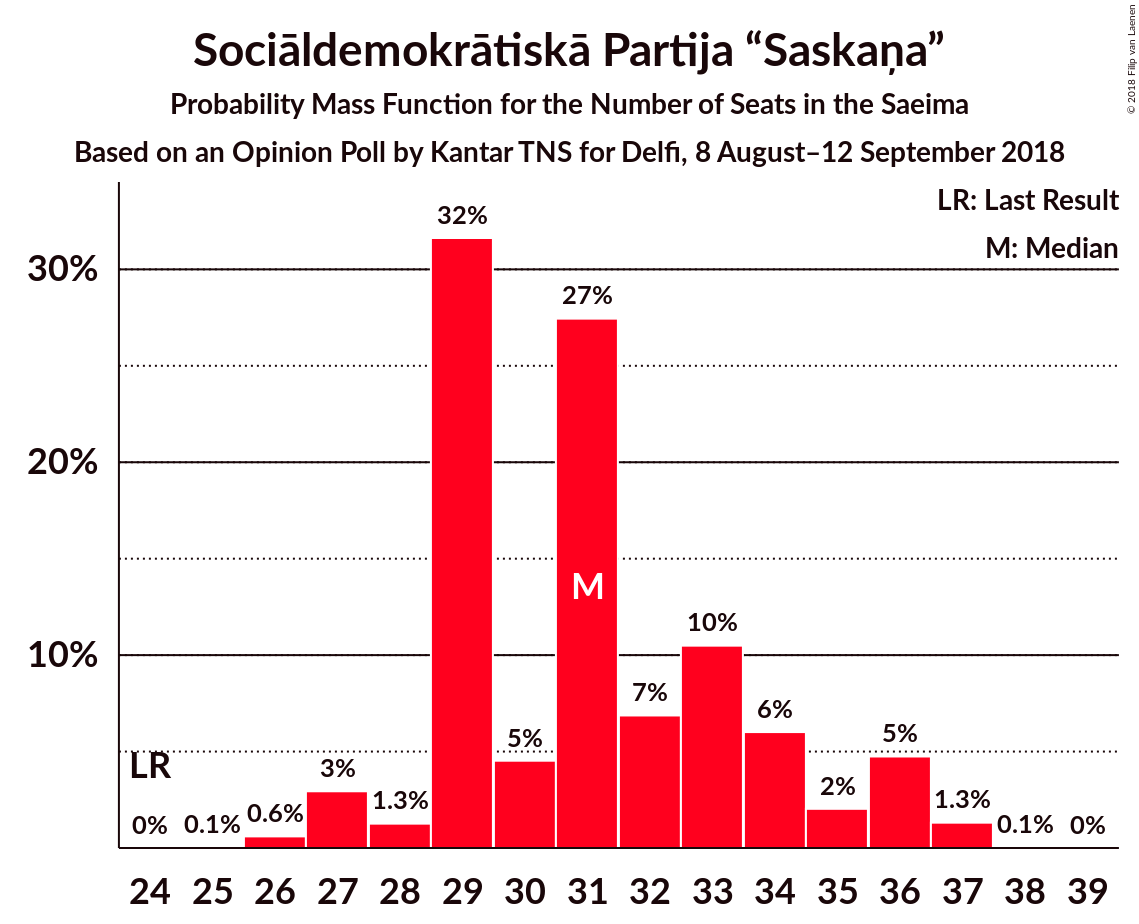 Sociāldemokrātiskā Partija “Saskaņa”
Probability Mass Function for the Number of Seats in the Saeima
Based on an Opinion Poll by Kantar TNS for Delfi, 8 August–12 September 2018
© 2018 Filip van Laenen
LR: Last Result
M: Median
30%
20%
10%
LR
M
0%
0.1%
0.6%
3%
1.3%
32%
5%
27%
7%
10%
6%
2%
5%
1.3%
0.1%
0%
24 25 26 27 28 29 30 31 32 33 34 35 36 37 38 39